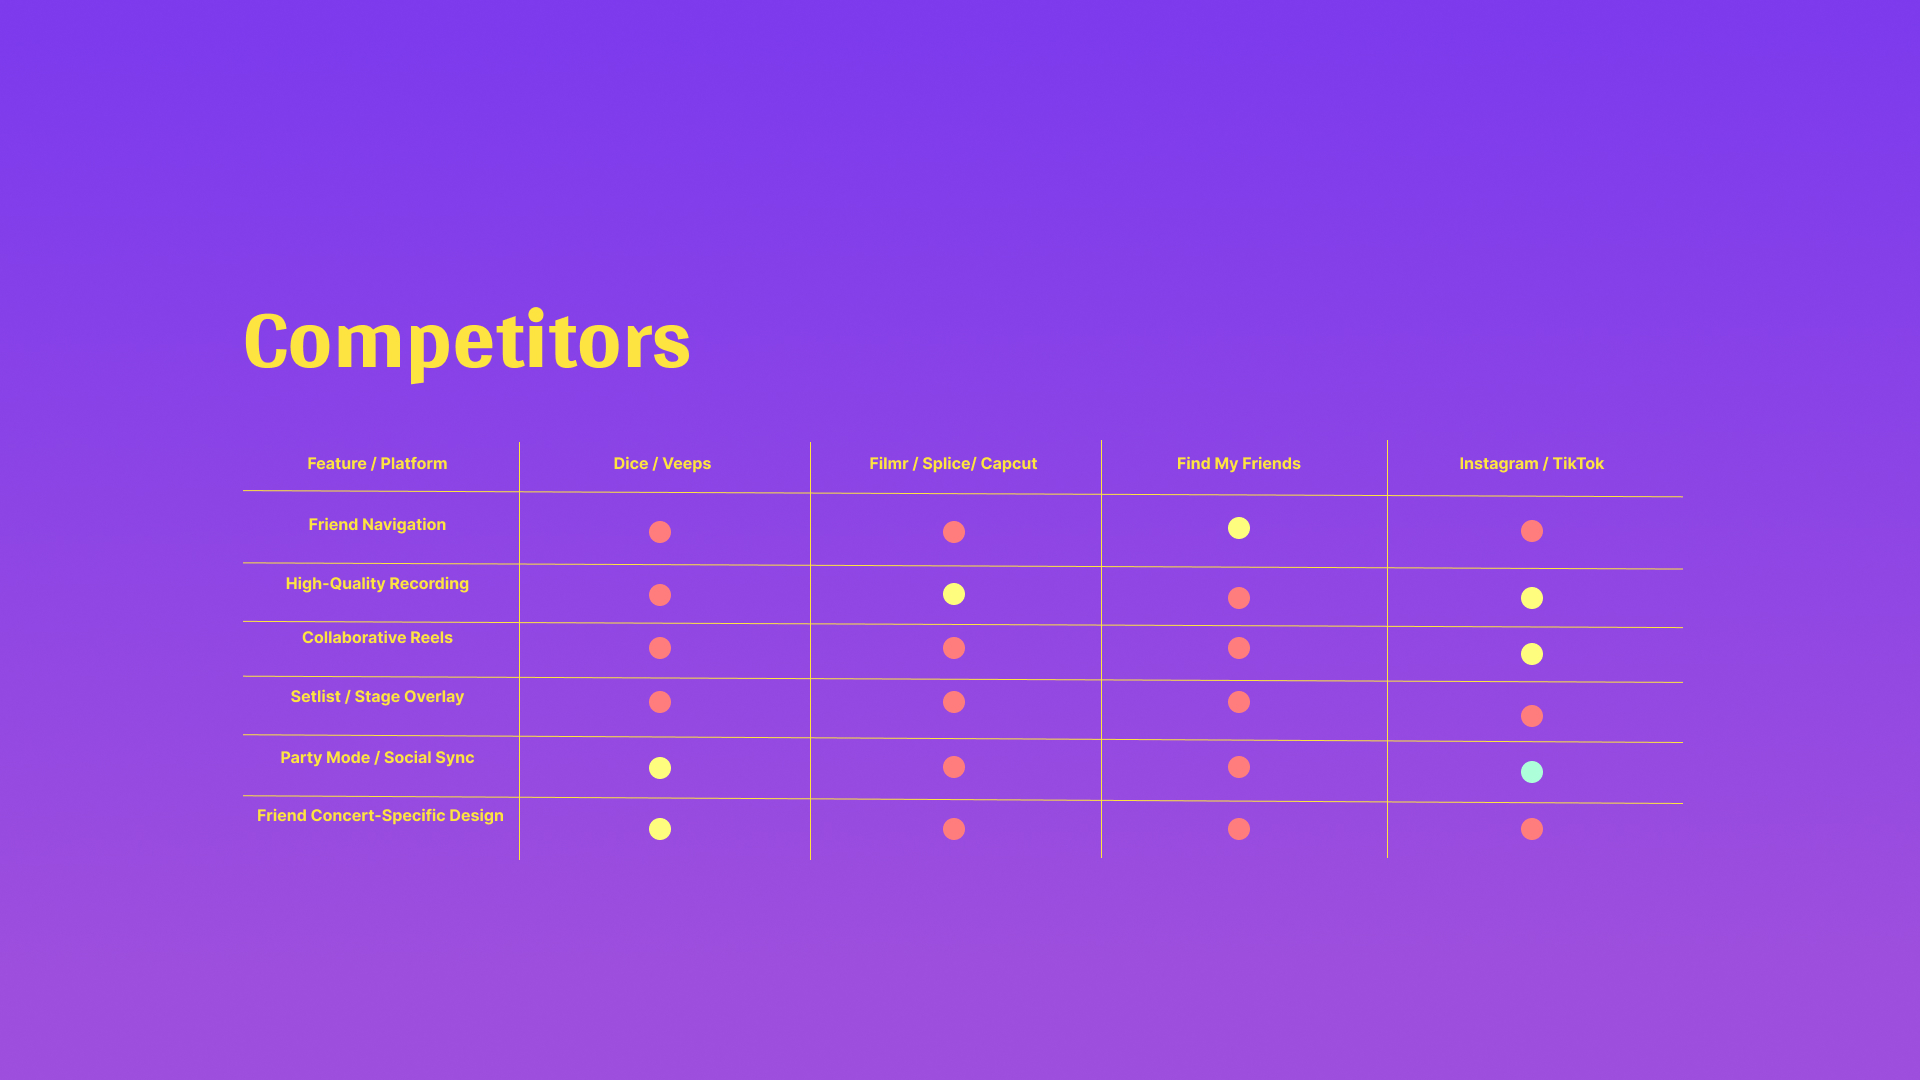 Competitors
Feature / Platform
Dice / Veeps
Filmr / Splice/ Capcut
Find My Friends
Instagram / TikTok
Friend Navigation
High-Quality Recording
Collaborative Reels
Setlist / Stage Overlay
Party Mode / Social Sync
Friend Concert-Specific Design